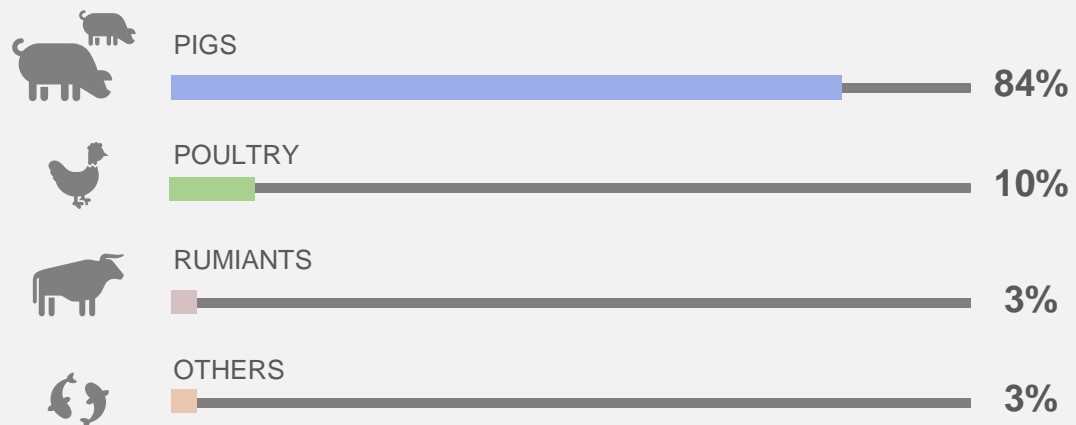 PIGS
84%
POULTRY
10%
RUMIANTS
3%
OTHERS
3%